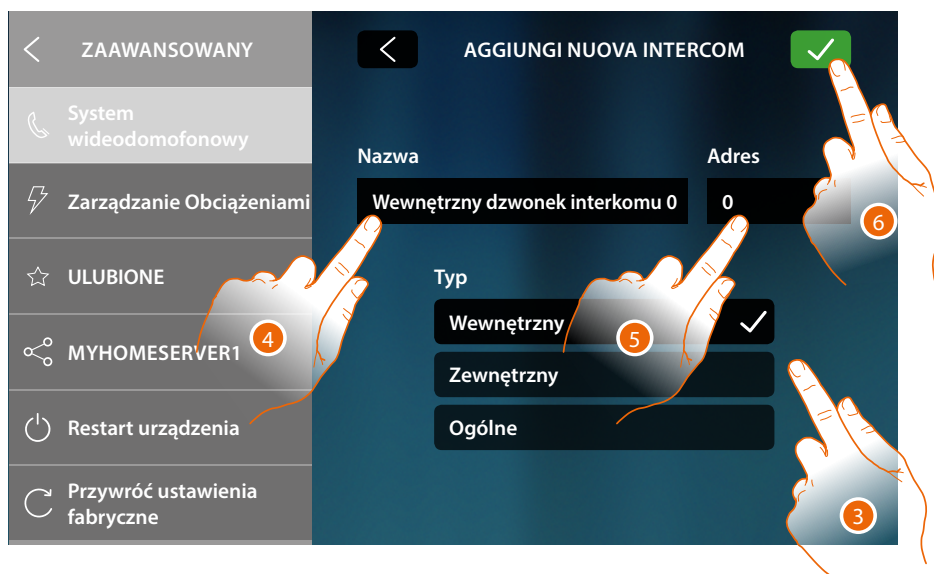 ZAAWANSOWANY
System
wideodomofonowy
Zarządzanie Obciążeniami
ULUBIONE
MYHOMESERVER1
Restart urządzenia
Przywróć ustawienia
fabryczne
AGGIUNGI NUOVA INTERCOM
Nazwa
Adres
Wewnętrzny dzwonek interkomu 0
0
Typ
Wewnętrzny
Zewnętrzny
Ogólne
4
5
6
3